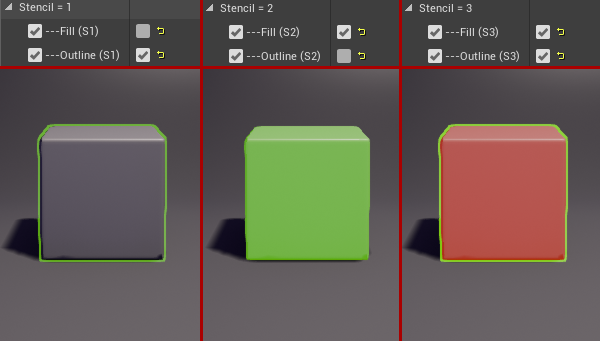 Stencil = 1
---Fill (S1)
---Outline (S1)
Stencil = 2
---Fill (S2)
---Outline (S2)
Stencil = 3
---Fill (S3)
---Outline (S3)